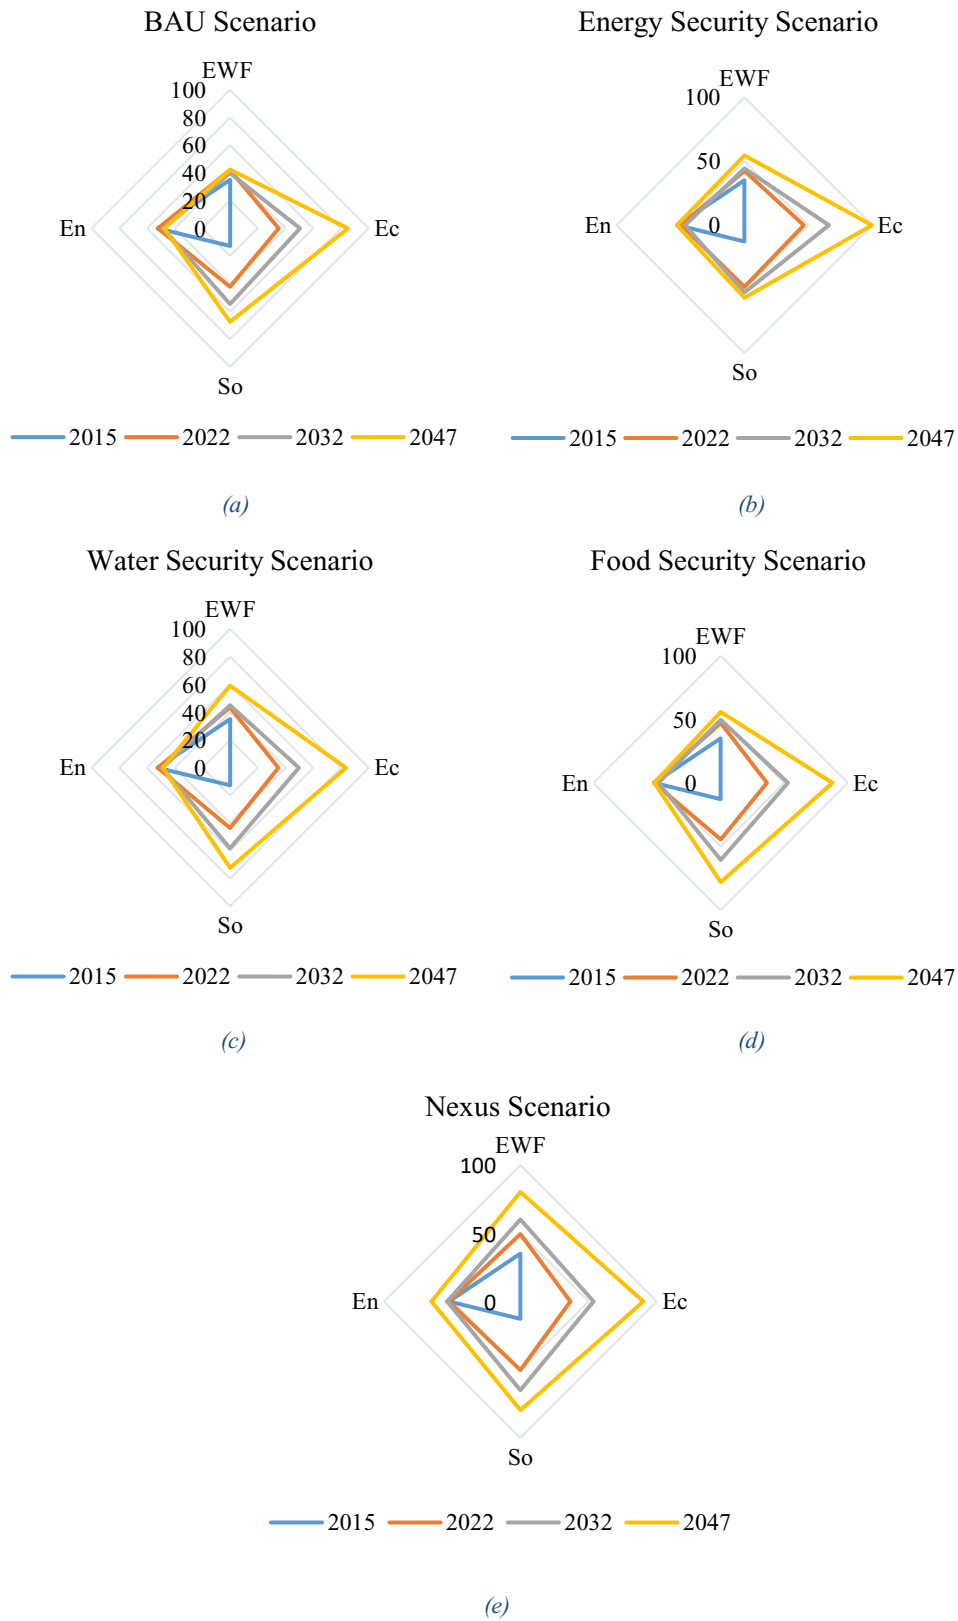 BAU Scenario
EWF
100
80
60
40
20
0
En
Ec
So
2015 2022 2032 2047
(a)
Energy Security Scenario
EWF
100
50
0
En
Ec
So
2015 2022 2032 2047
(b)
Water Security Scenario
EWF
100
80
60
40
20
0
En
Ec
So
2015 2022 2032 2047
(c)
Food Security Scenario
EWF
100
50
0
En
Ec
So
2015 2022 2032 2047
(d)
Nexus Scenario
EWF
100
50
0
En
Ec
So
2015 2022 2032 2047
(e)